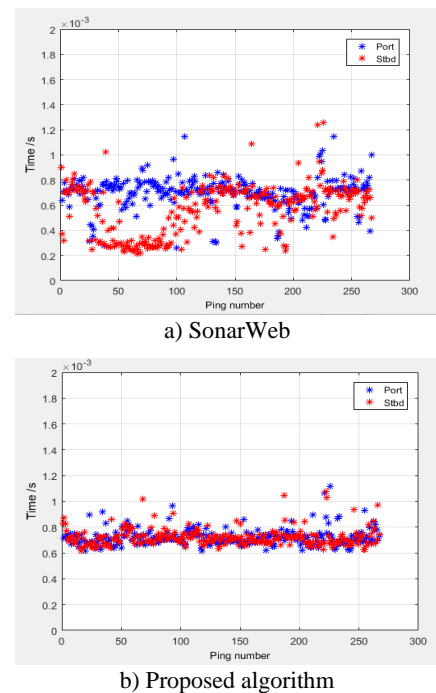 ×10⁻³
2
1.8
1.6
1.4
1.2
1
0.8
0.6
0.4
0.2
0
Time /s
Port
Stbd
0 50 100 150 200 250 300
Ping number
a) SonarWeb
×10⁻³
2
1.8
1.6
1.4
1.2
1
0.8
0.6
0.4
0.2
0
Time /s
Port
Stbd
0 50 100 150 200 250 300
Ping number
b) Proposed algorithm